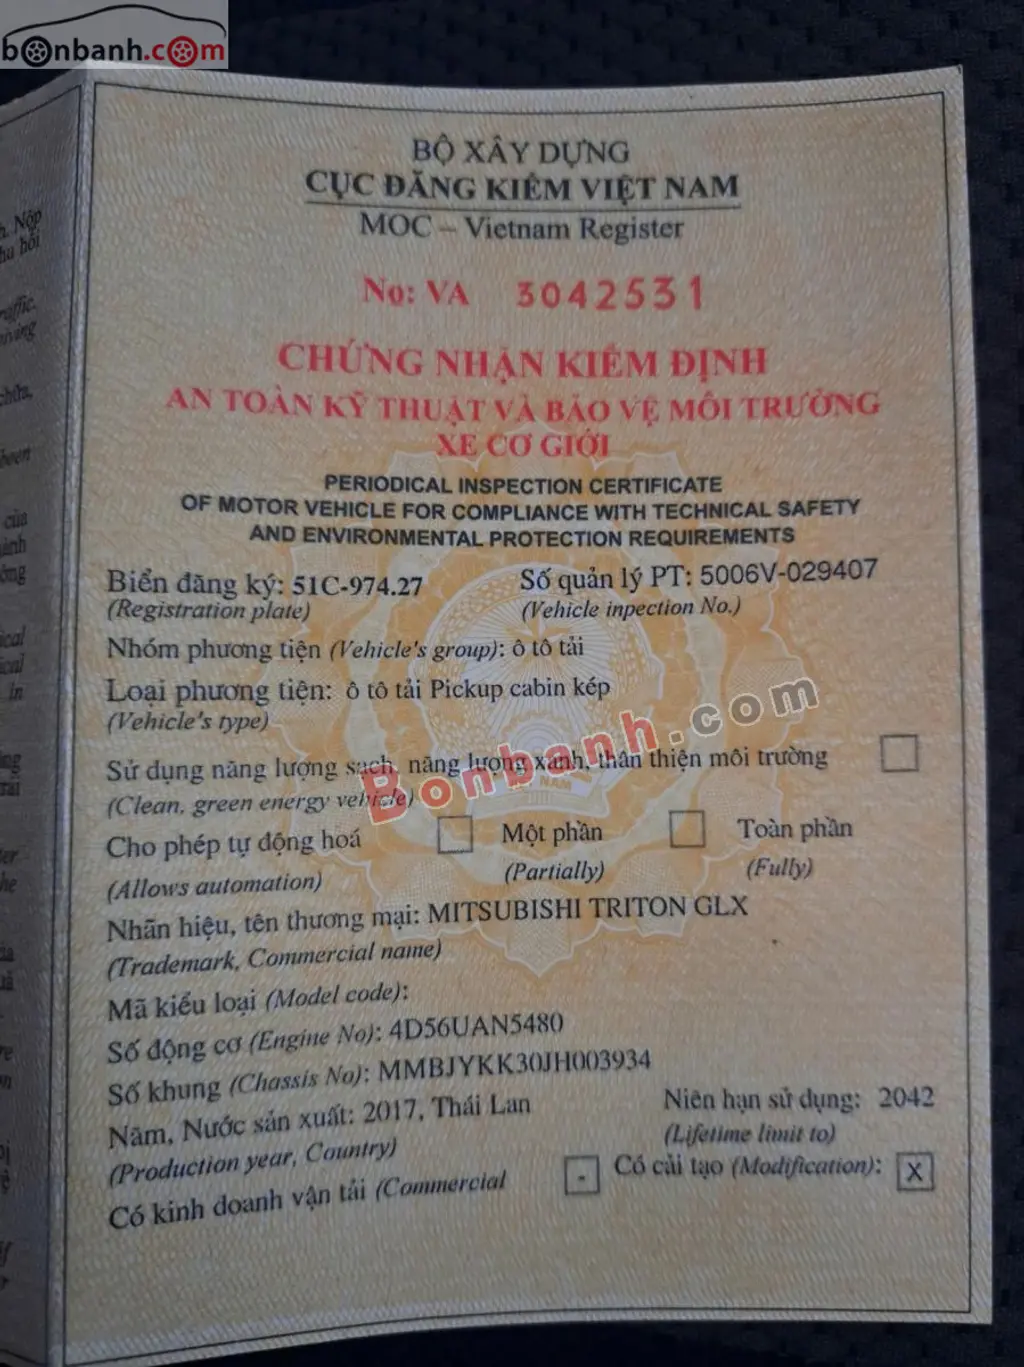 bonbanh.com
BỘ XÂY DỰNG
CỤC ĐĂNG KIỂM VIỆT NAM
MOC – Vietnam Register
No: VA 3042531
CHỨNG NHẬN KIỂM ĐỊNH
AN TOÀN KỸ THUẬT VÀ BẢO VỆ MÔI TRƯỜNG
XE CƠ GIỚI
PERIODICAL INSPECTION CERTIFICATE
OF MOTOR VEHICLE FOR COMPLIANCE WITH TECHNICAL SAFETY
AND ENVIRONMENTAL PROTECTION REQUIREMENTS
Biển đăng ký: 51C-974.27 Số quản lý PT: 5006V-029407
(Registration plate) (Vehicle inpection No.)
Nhóm phương tiện (Vehicle's group): ô tô tải
Loại phương tiện: ô tô tải Pickup cabin kép
(Vehicle's type)
Bonbanh.com
Sử dụng năng lượng sạch, năng lượng xanh, thân thiện môi trường
(Clean, green energy vehicle)
Cho phép tự động hoá Một phần Toàn phần
(Allows automation) (Partially) (Fully)
Nhãn hiệu, tên thương mại: MITSUBISHI TRITON GLX
(Trademark, Commercial name)
Mã kiểu loại (Model code):
Số động cơ (Engine No): 4D56UAN5480
Số khung (Chassis No): MMBJYKK30JH003934
Năm, Nước sản xuất: 2017, Thái Lan Niên hạn sử dụng: 2042
(Production year, Country) (Lifetime limit to)
Có kinh doanh vận tải (Commercial - Có cải tạo (Modification): X